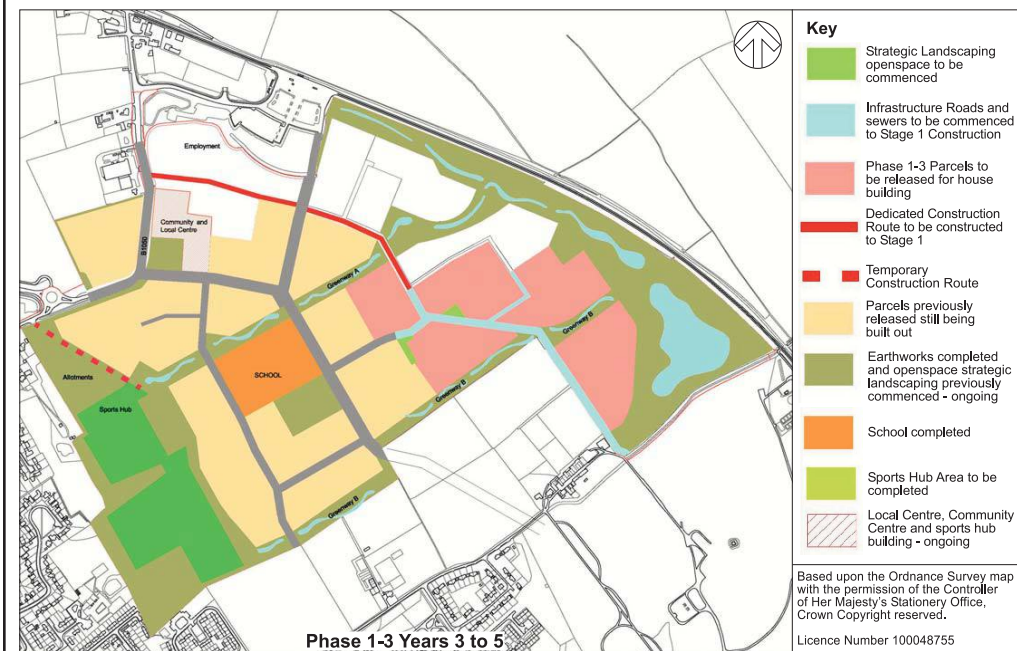 Employment
Community and
Local Centre
B1050
Greenway A
Greenway B
Allotments
Sports Hub
SCHOOL
Greenway B
Greenway B
Phase 1-3 Years 3 to 5
Key
Strategic Landscaping
openspace to be
commenced
Infrastructure Roads and
sewers to be commenced
to Stage 1 Construction
Phase 1-3 Parcels to
be released for house
building
Dedicated Construction
Route to be constructed
to Stage 1
Temporary
Construction Route
Parcels previously
released still being
built out
Earthworks completed
and openspace strategic
landscaping previously
commenced - ongoing
School completed
Sports Hub Area to be
completed
Local Centre, Community
Centre and sports hub
building - ongoing
Based upon the Ordnance Survey map
with the permission of the Controller
of Her Majesty's Stationery Office,
Crown Copyright reserved.
Licence Number 100048755